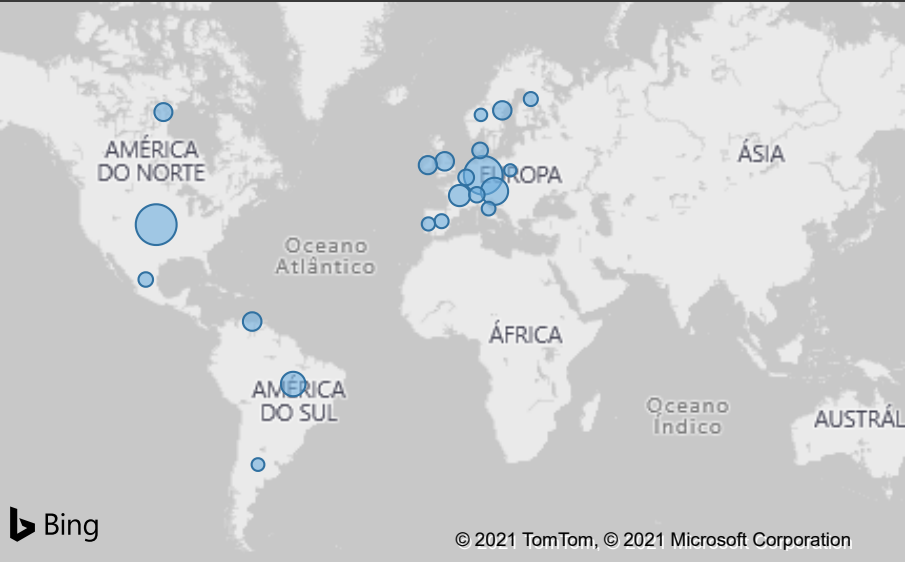 AMÉRICA
DO NORTE
EUROPA
ÁSIA
Oceano
Atlântico
ÁFRICA
AMÉRICA
DO SUL
Oceano
Índico
AUSTRÁL
Bing
© 2021 TomTom, © 2021 Microsoft Corporation